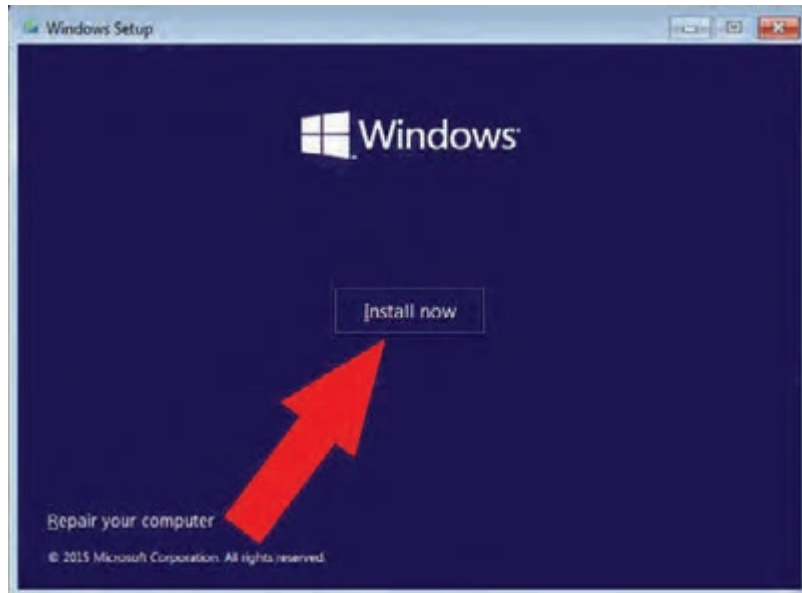 Windows Setup
Windows
Install now
Repair your computer
© 2015 Microsoft Corporation. All rights reserved.